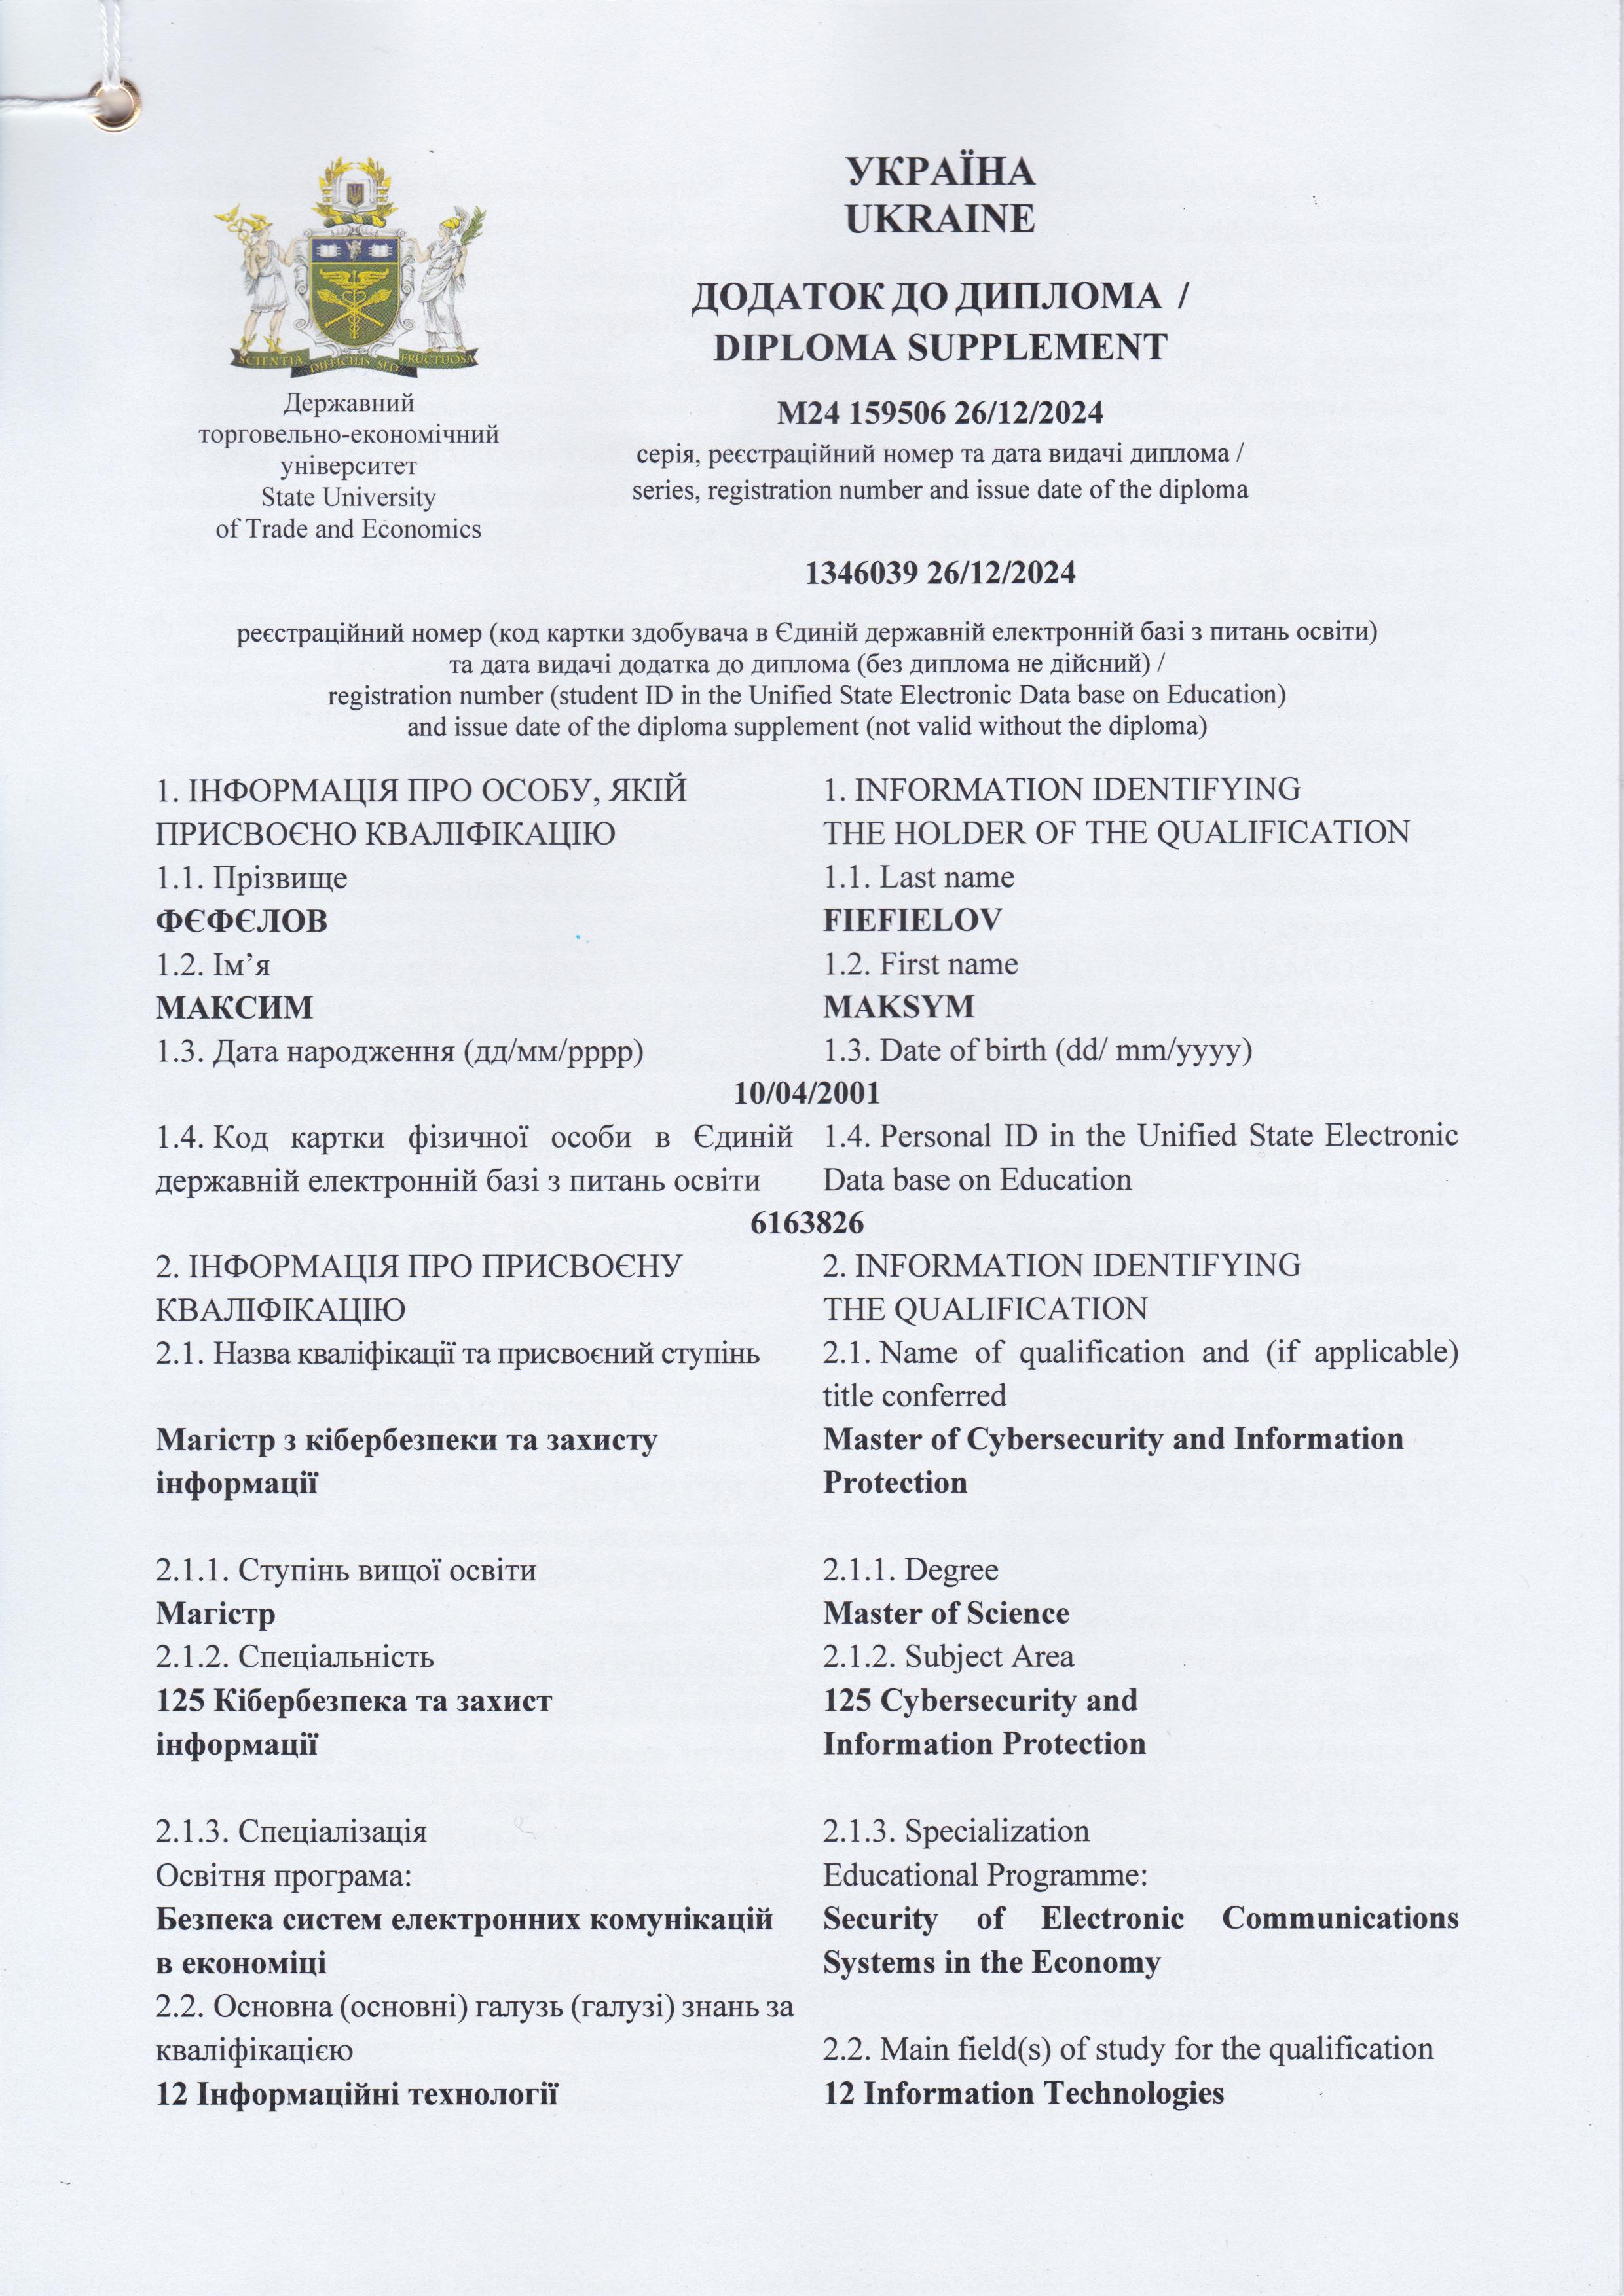 SCIENTIA DIFFICILIS SED FRUCTUOSA
Державний
торговельно-економічний
університет
State University
of Trade and Economics
УКРАЇНА
UKRAINE
ДОДАТОК ДО ДИПЛОМА /
DIPLOMA SUPPLEMENT
M24 159506 26/12/2024
серія, реєстраційний номер та дата видачі диплома /
series, registration number and issue date of the diploma
1346039 26/12/2024
реєстраційний номер (код картки здобувача в Єдиній державній електронній базі з питань освіти)
та дата видачі додатка до диплома (без диплома не дійсний) /
registration number (student ID in the Unified State Electronic Data base on Education)
and issue date of the diploma supplement (not valid without the diploma)
1. ІНФОРМАЦІЯ ПРО ОСОБУ, ЯКІЙ
ПРИСВОЄНО КВАЛІФІКАЦІЮ
1. INFORMATION IDENTIFYING
THE HOLDER OF THE QUALIFICATION
1.1. Прізвище
1.1. Last name
ФЄФЄЛОВ
FIEFIELOV
1.2. Ім’я
1.2. First name
МАКСИМ
MAKSYM
1.3. Дата народження (дд/мм/рррр)
1.3. Date of birth (dd/ mm/yyyy)
10/04/2001
1.4. Код картки фізичної особи в Єдиній
державній електронній базі з питань освіти
1.4. Personal ID in the Unified State Electronic
Data base on Education
6163826
2. ІНФОРМАЦІЯ ПРО ПРИСВОЄНУ
КВАЛІФІКАЦІЮ
2. INFORMATION IDENTIFYING
THE QUALIFICATION
2.1. Назва кваліфікації та присвоєний ступінь
2.1. Name of qualification and (if applicable)
title conferred
Магістр з кібербезпеки та захисту
інформації
Master of Cybersecurity and Information
Protection
2.1.1. Ступінь вищої освіти
2.1.1. Degree
Магістр
Master of Science
2.1.2. Спеціальність
2.1.2. Subject Area
125 Кібербезпека та захист
інформації
125 Cybersecurity and
Information Protection
2.1.3. Спеціалізація
2.1.3. Specialization
Освітня програма:
Educational Programme:
Безпека систем електронних комунікацій
в економіці
Security of Electronic Communications
Systems in the Economy
2.2. Основна (основні) галузь (галузі) знань за
кваліфікацією
2.2. Main field(s) of study for the qualification
12 Інформаційні технології
12 Information Technologies